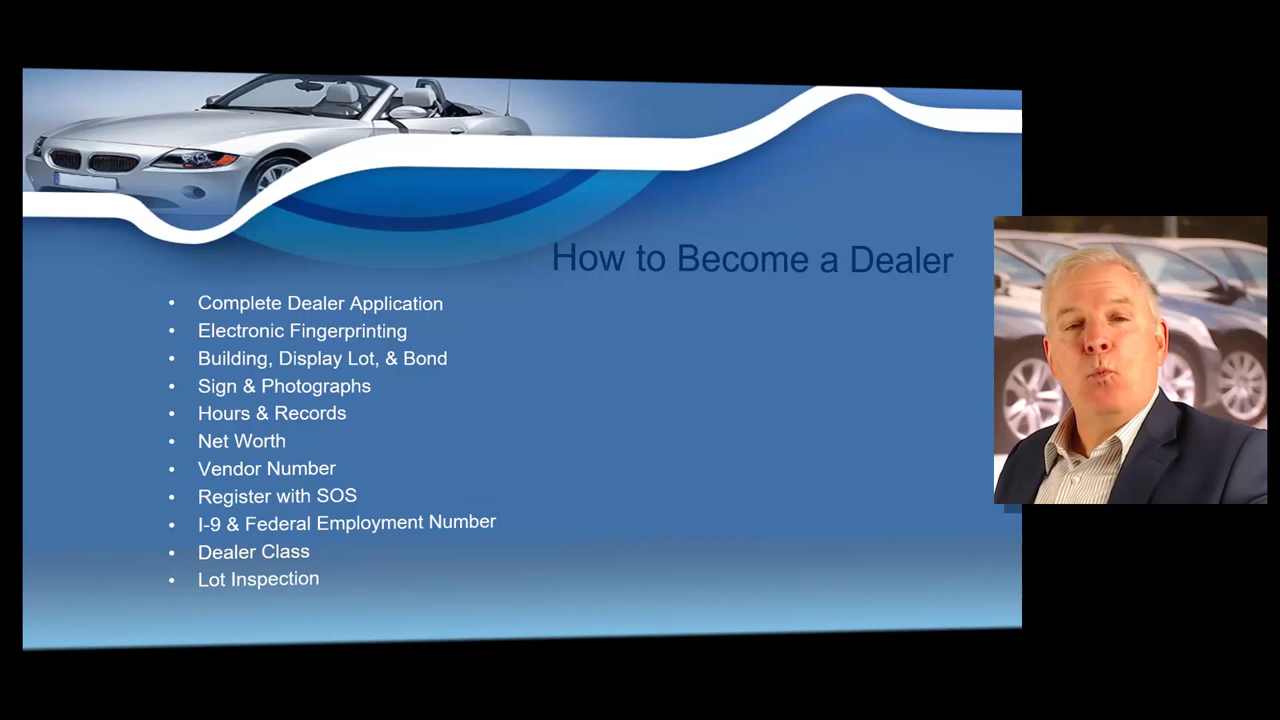 How to Become a Dealer
• Complete Dealer Application
• Electronic Fingerprinting
• Building, Display Lot, & Bond
• Sign & Photographs
• Hours & Records
• Net Worth
• Vendor Number
• Register with SOS
• I-9 & Federal Employment Number
• Dealer Class
• Lot Inspection